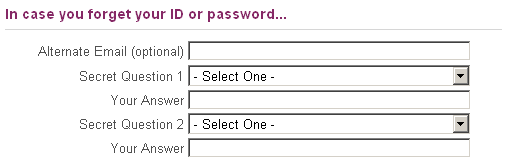 In case you forget your ID or password...
Alternate Email (optional)
Secret Question 1 - Select One -
Your Answer
Secret Question 2 - Select One -
Your Answer